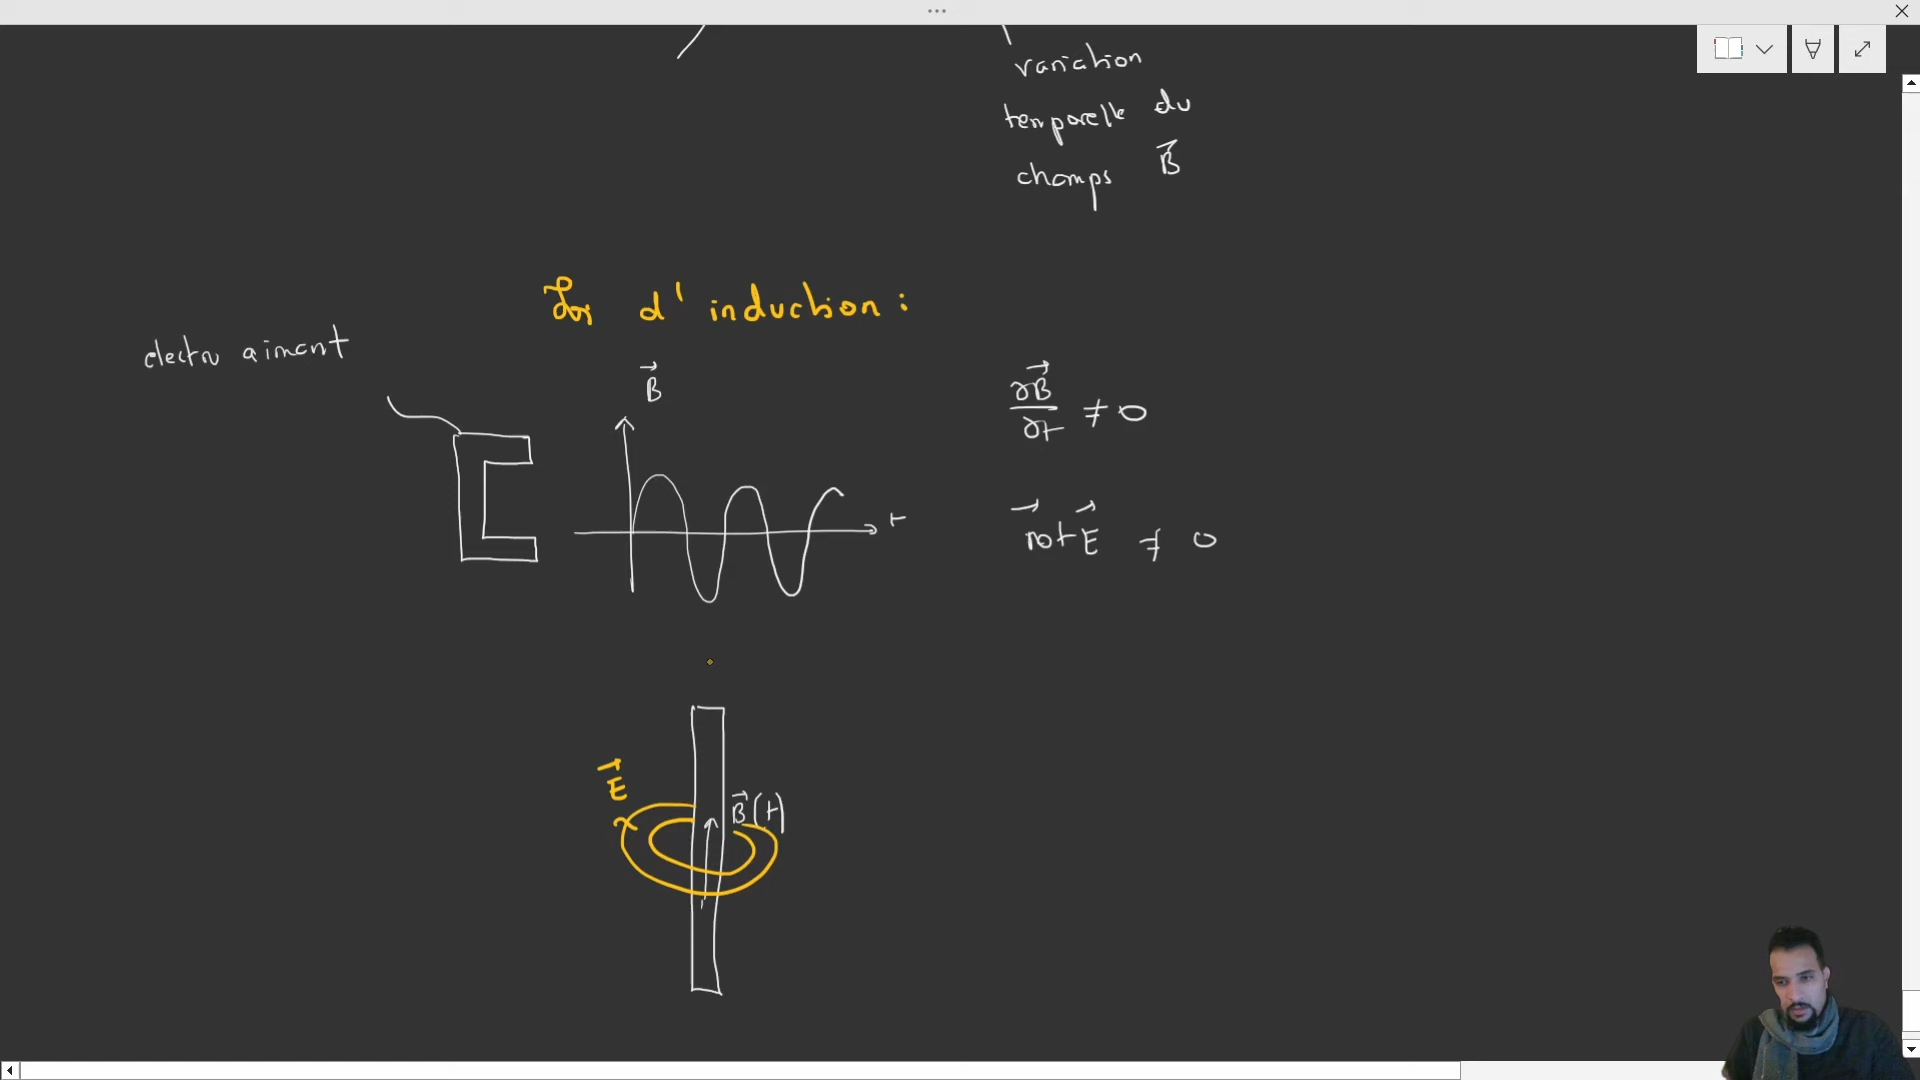 variation
temporelle du
champs B⃗
Loi d'induction :
electro aimant
B⃗
∂B⃗/∂t ≠ 0
t
rot⃗ E⃗ ≠ 0
E⃗
B⃗(t)